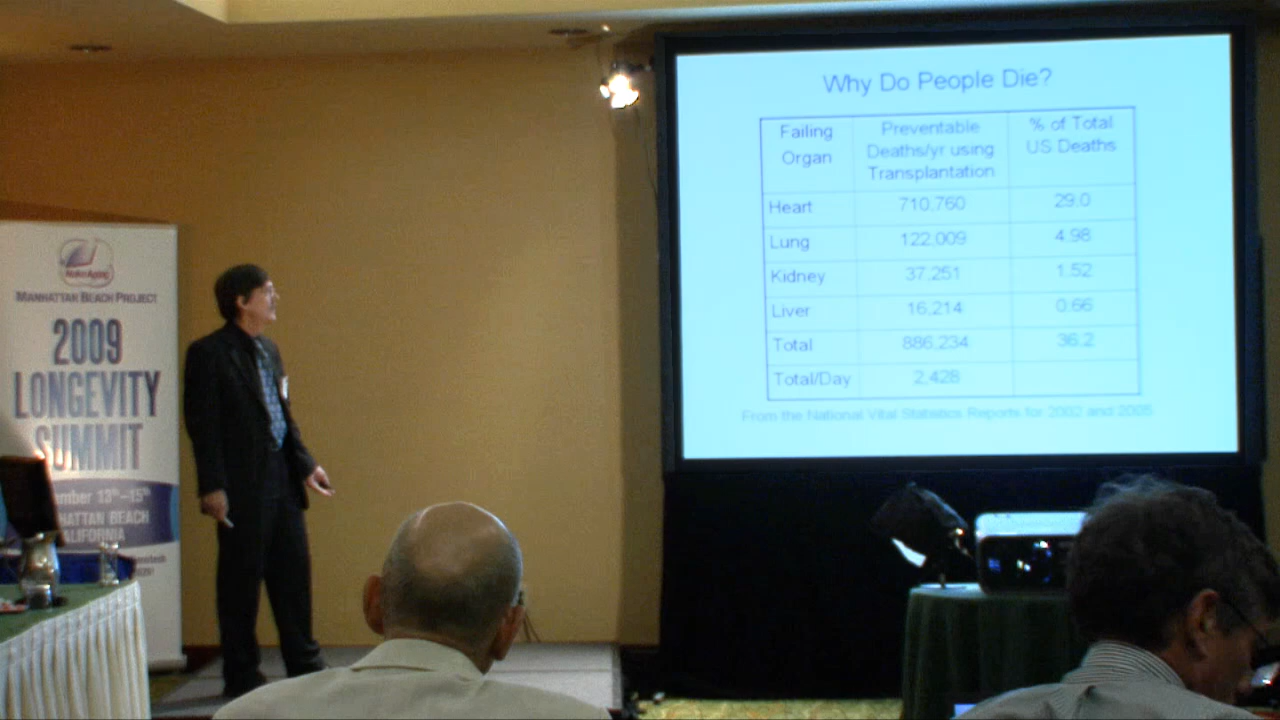 MANHATTAN BEACH PROJECT
2009
LONGEVITY
SUMMIT
13th-15th
BEACH
Why Do People Die?
Failing Organ
Preventable Deaths/yr using Transplantation
% of Total US Deaths
Heart 710,760 29.0
Lung 122,009 4.98
Kidney 37,251 1.52
Liver 16,214 0.66
Total 886,234 36.2
Total/Day 2,428
From the National Vital Statistics Reports for 2002 and 2005